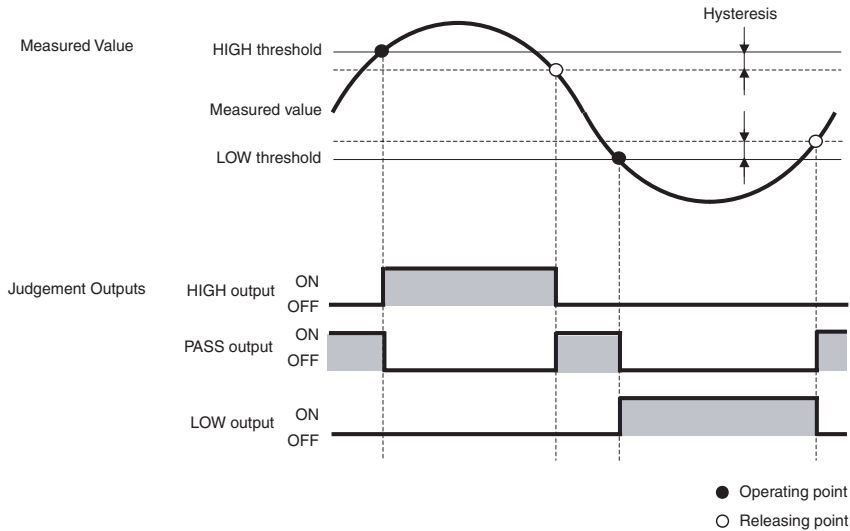 Hysteresis
Measured Value
HIGH threshold
Measured value
LOW threshold
Judgement Outputs
HIGH output
ON
OFF
PASS output
ON
OFF
LOW output
ON
OFF
Operating point
Releasing point